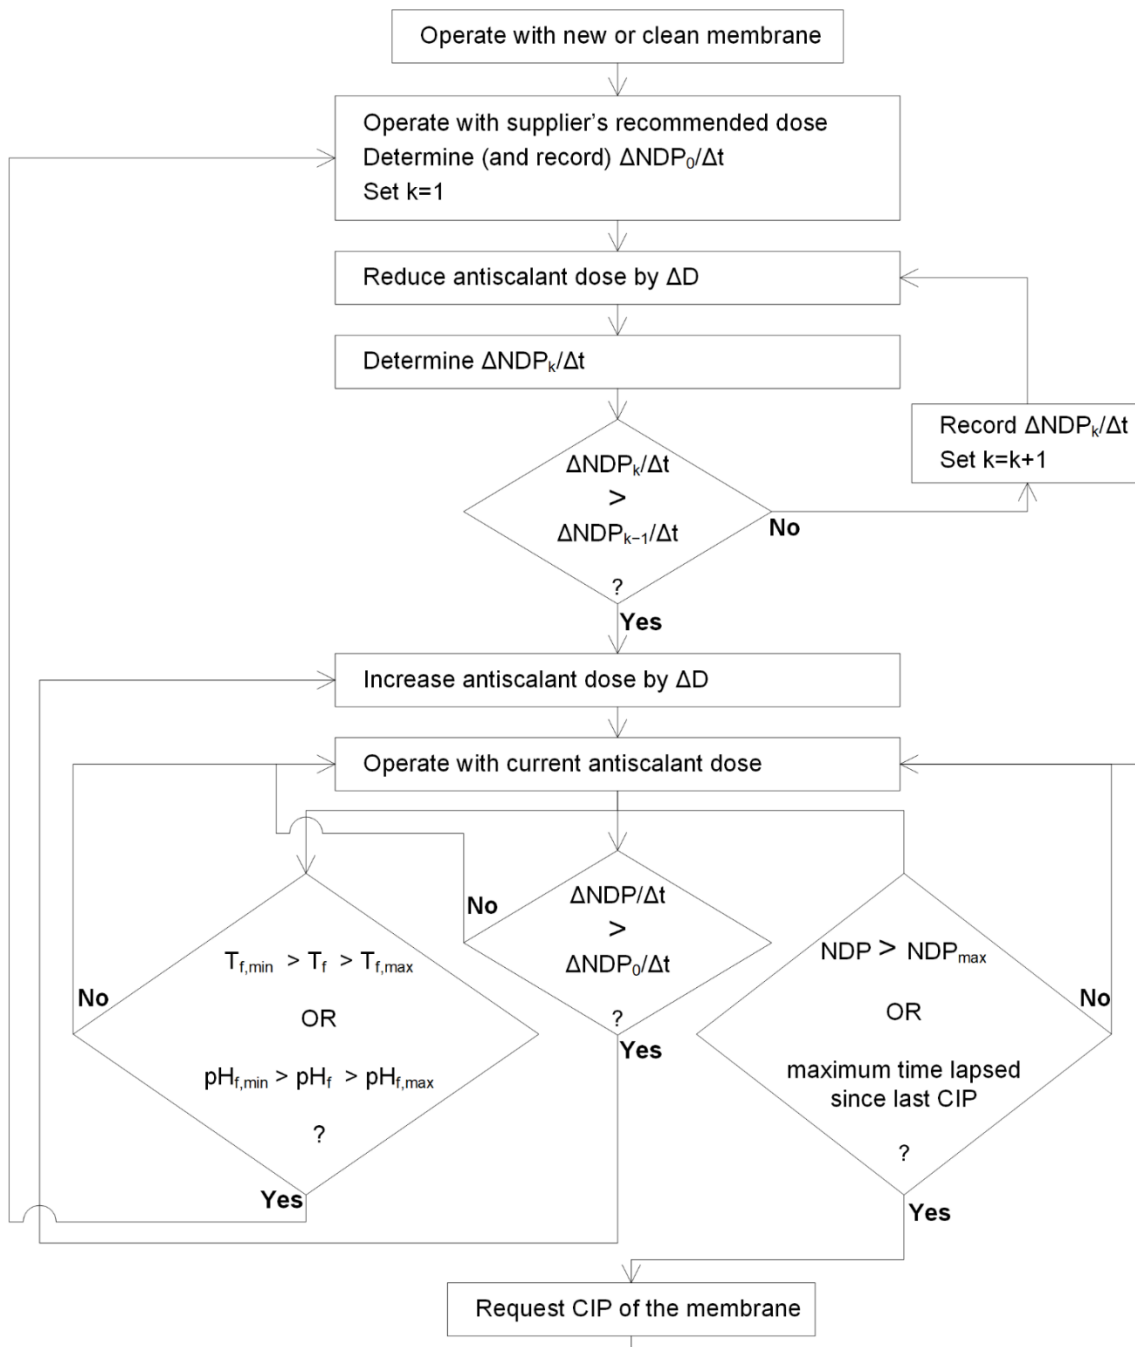 Operate with new or clean membrane
Operate with supplier's recommended dose
Determine (and record) ΔNDP₀/Δt
Set k=1
Reduce antiscalant dose by ΔD
Determine ΔNDPₖ/Δt
Record ΔNDPₖ/Δt
Set k=k+1
ΔNDPₖ/Δt
>
ΔNDPₖ₋₁/Δt
?
No
Yes
Increase antiscalant dose by ΔD
Operate with current antiscalant dose
T_f,min > T_f > T_f,max
OR
pH_f,min > pH_f > pH_f,max
?
No
Yes
ΔNDP/Δt
>
ΔNDP₀/Δt
?
No
Yes
NDP > NDP_max
OR
maximum time lapsed
since last CIP
?
No
Yes
Request CIP of the membrane